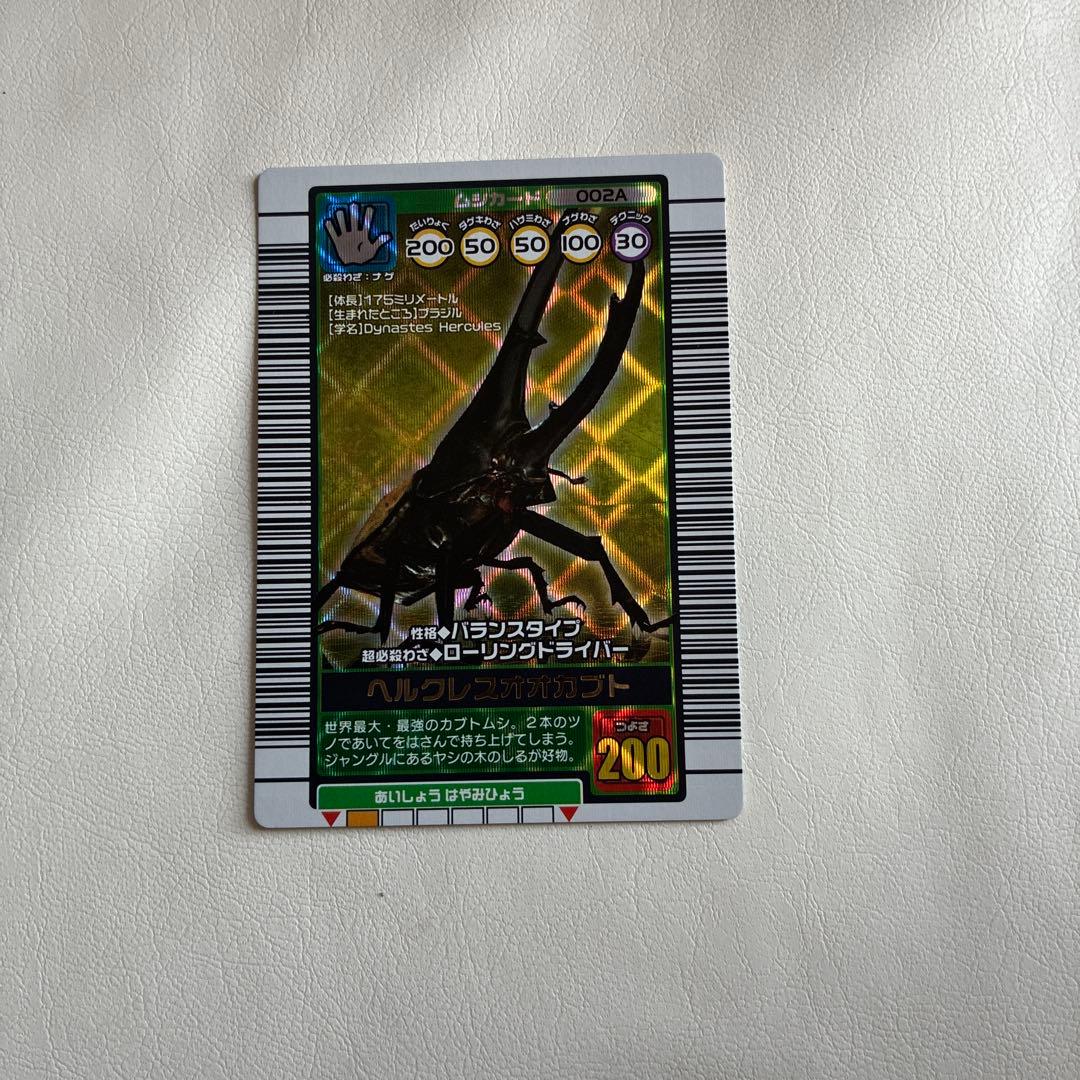 ムシカード 002A
たいりょく ダゲキわざ ハサミわざ ナゲわざ テクニック
200 50 50 100 30
必殺わざ:ナゲ
[体長]175ミリメートル
[生まれたところ]ブラジル
[学名]Dynastes Hercules
性格◆バランスタイプ
超必殺わざ◆ローリングドライバー
ヘルクレスオオカブト
世界最大・最強のカブトムシ。2本のツ
ノであいてをはさんで持ち上げてしまう。
ジャングルにあるヤシの木のしるが好物。
つよさ
200
あいしょう はやみひょう